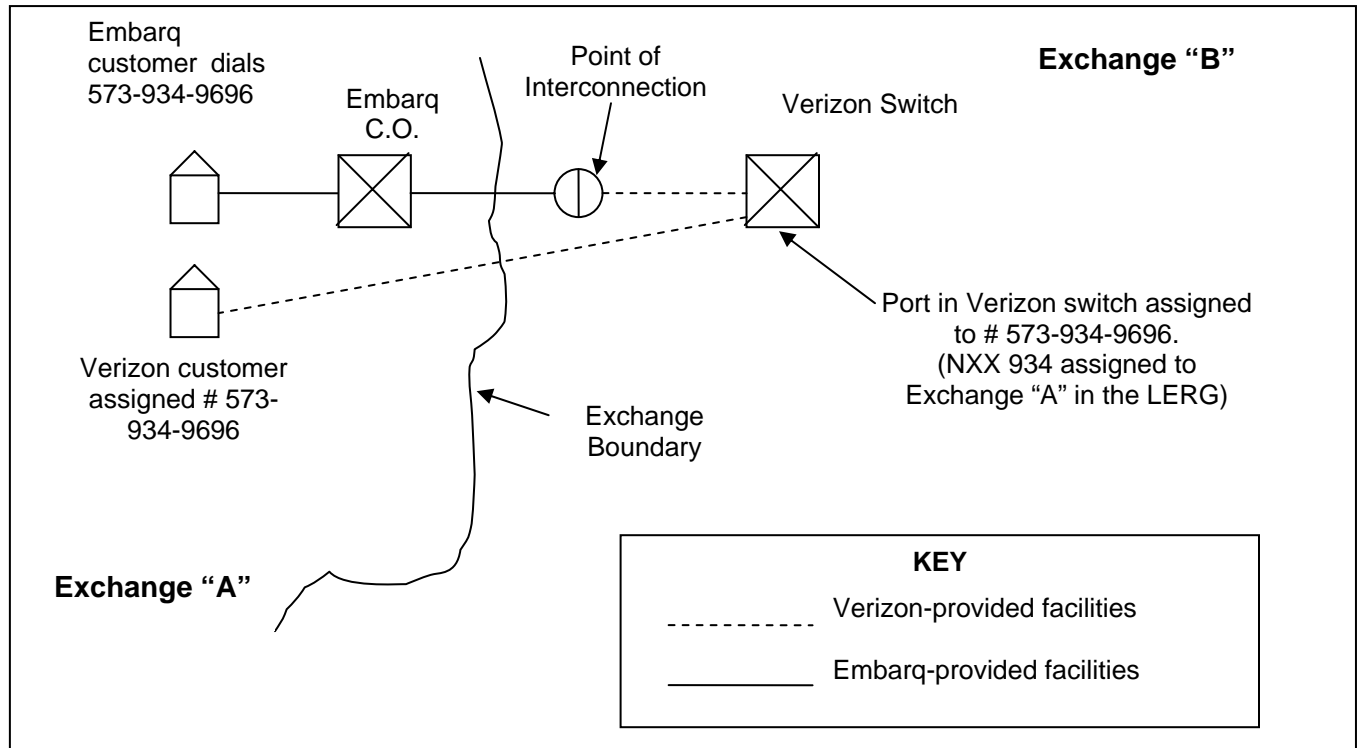 Embarq
customer dials
573-934-9696
Embarq
C.O.
Point of
Interconnection
Exchange “B”
Verizon Switch
Verizon customer
assigned # 573-
934-9696
Port in Verizon switch assigned
to # 573-934-9696.
(NXX 934 assigned to
Exchange “A” in the LERG)
Exchange
Boundary
Exchange “A”
KEY
Verizon-provided facilities
Embarq-provided facilities